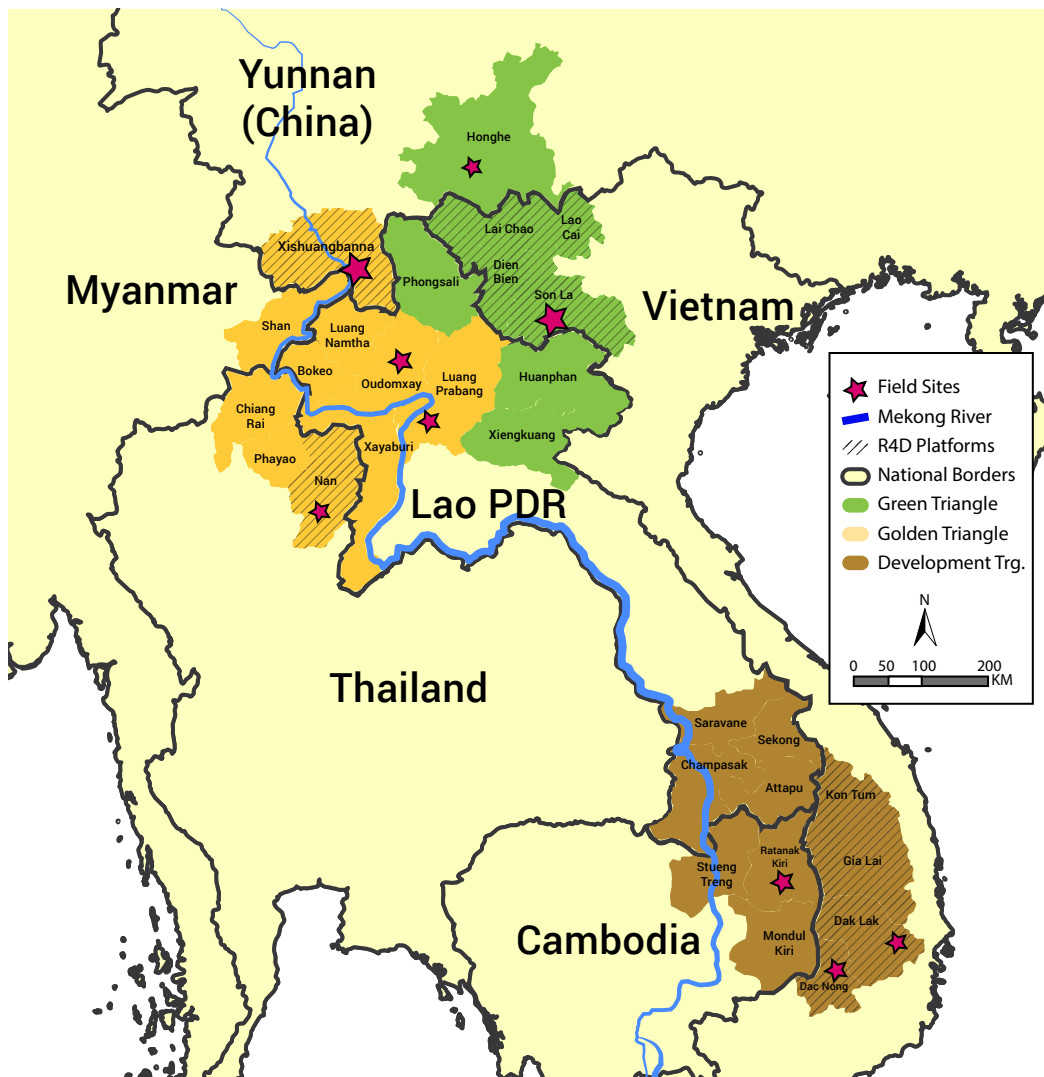 Yunnan
(China)
Honghe
Lai Chao
Lao
Cai
Xishuangbanna
Dien
Bien
Phongsali
Myanmar
Son La
Vietnam
Shan
Luang
Namtha
Bokeo
Oudomxay
Luang
Prabang
Huanphan
Chiang
Rai
Xiengkuang
Phayao
Xayaburi
Nan
Lao PDR
Thailand
Saravane
Sekong
Champasak
Attapu
Kon Tum
Ratanak
Kiri
Gia Lai
Stueng
Treng
Dak Lak
Cambodia
Mondul
Kiri
Dac Nong
Field Sites
Mekong River
R4D Platforms
National Borders
Green Triangle
Golden Triangle
Development Trg.
N
0 50 100 200
KM